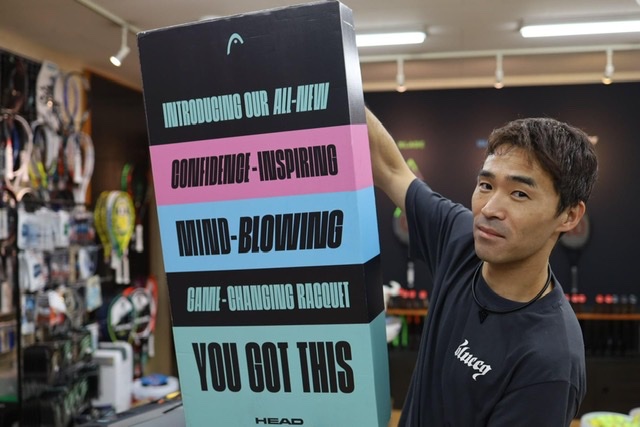 INTRODUCING OUR ALL-NEW
CONFIDENCE-INSPIRING
MIND-BLOWING
GAME-CHANGING RACQUET
YOU GOT THIS
HEAD